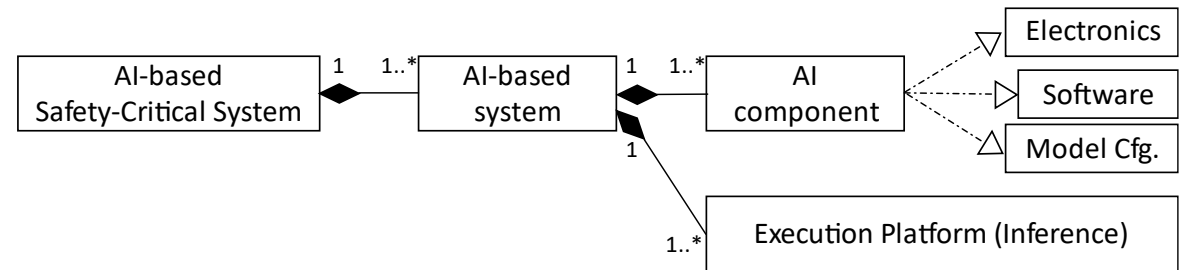 AI-based
Safety-Critical System
1
1..*
AI-based
system
1
1..*
1
1..*
AI
component
Electronics
Software
Model Cfg.
Execution Platform (Inference)